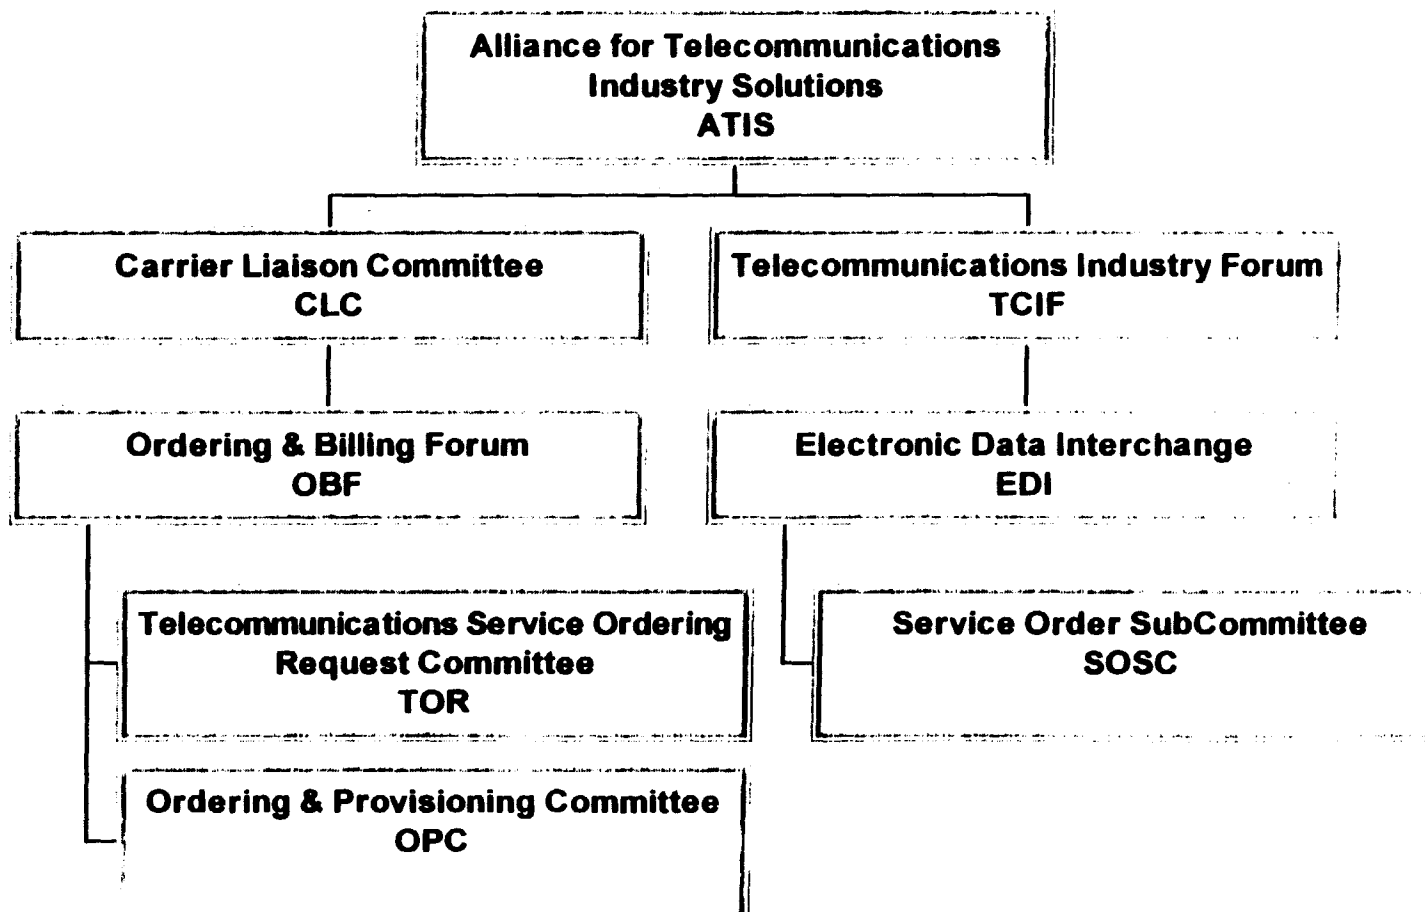 Alliance for Telecommunications
Industry Solutions
ATIS
Carrier Liaison Committee
CLC
Telecommunications Industry Forum
TCIF
Ordering & Billing Forum
OBF
Electronic Data Interchange
EDI
Telecommunications Service Ordering
Request Committee
TOR
Service Order SubCommittee
SOSC
Ordering & Provisioning Committee
OPC